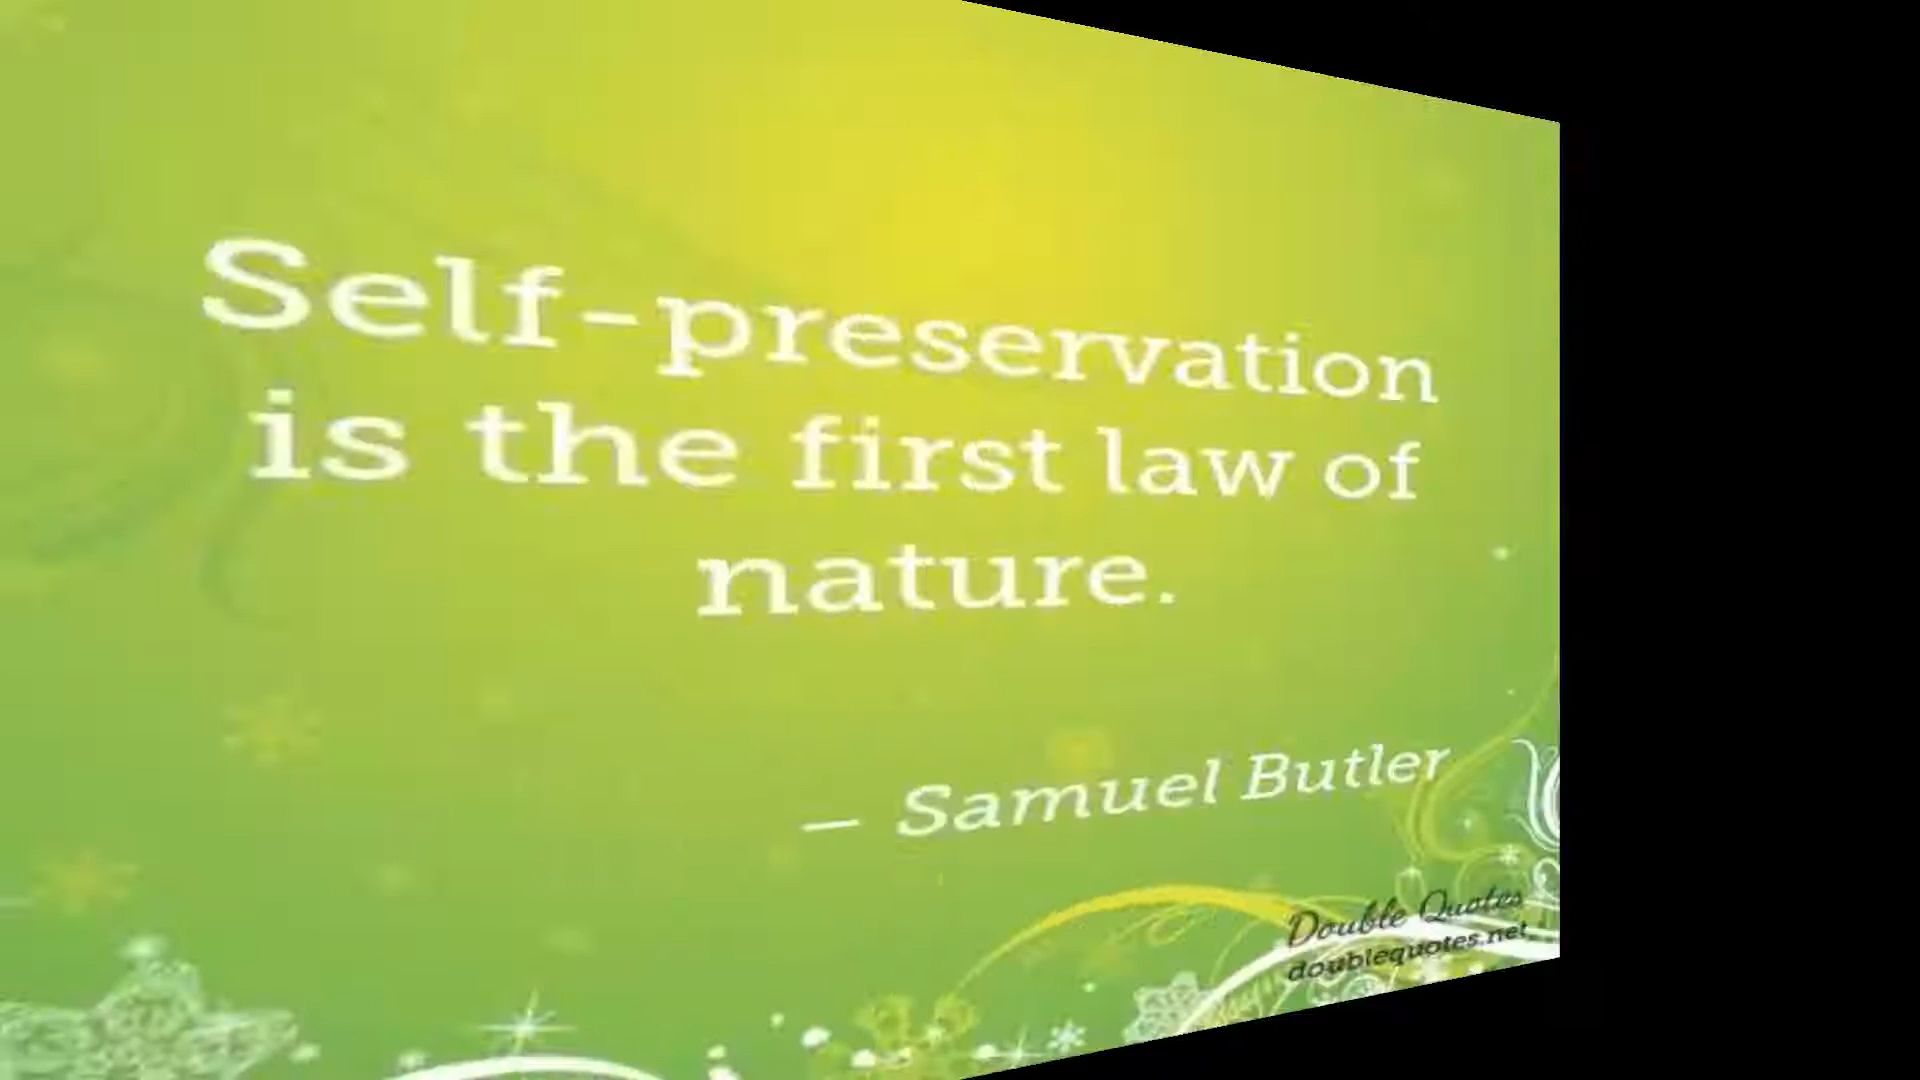 Self-preservation
is the first law of
nature.
— Samuel Butler
Double Quotes
doublequotes.net